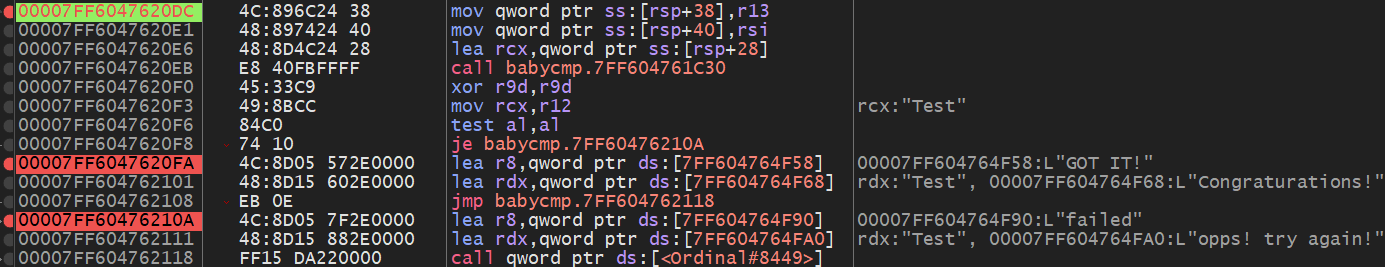 00007FF6047620DC 4C:896C24 38 mov qword ptr ss:[rsp+38],r13
00007FF6047620E1 48:897424 40 mov qword ptr ss:[rsp+40],rsi
00007FF6047620E6 48:8D4C24 28 lea rcx,qword ptr ss:[rsp+28]
00007FF6047620EB E8 40FBFFFF call babycmp.7FF604761C30
00007FF6047620F0 45:33C9 xor r9d,r9d
00007FF6047620F3 49:8BCC mov rcx,r12 rcx:"Test"
00007FF6047620F6 84C0 test al,al
00007FF6047620F8 74 10 je babycmp.7FF60476210A
00007FF6047620FA 4C:8D05 572E0000 lea r8,qword ptr ds:[7FF604764F58] 00007FF604764F58:L"GOT IT!"
00007FF604762101 48:8D15 602E0000 lea rdx,qword ptr ds:[7FF604764F68] rdx:"Test", 00007FF604764F68:L"Congraturations!"
00007FF604762108 EB 0E jmp babycmp.7FF604762118
00007FF60476210A 4C:8D05 7F2E0000 lea r8,qword ptr ds:[7FF604764F90] 00007FF604764F90:L"failed"
00007FF604762111 48:8D15 882E0000 lea rdx,qword ptr ds:[7FF604764FA0] rdx:"Test", 00007FF604764FA0:L"opps! try again!"
00007FF604762118 FF15 DA220000 call qword ptr ds:[<Ordinal#8449>]